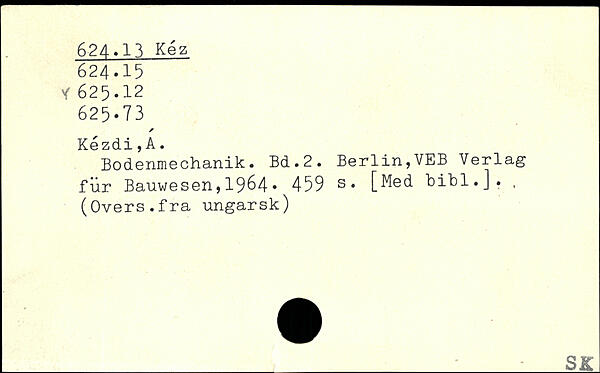 624.13 Kéz
624.15
Y 625.12
625.73
Kézdi,Á.
Bodenmechanik. Bd.2. Berlin,VEB Verlag
für Bauwesen,1964. 459 s. [Med bibl.].
(Overs.fra ungarsk)
SK